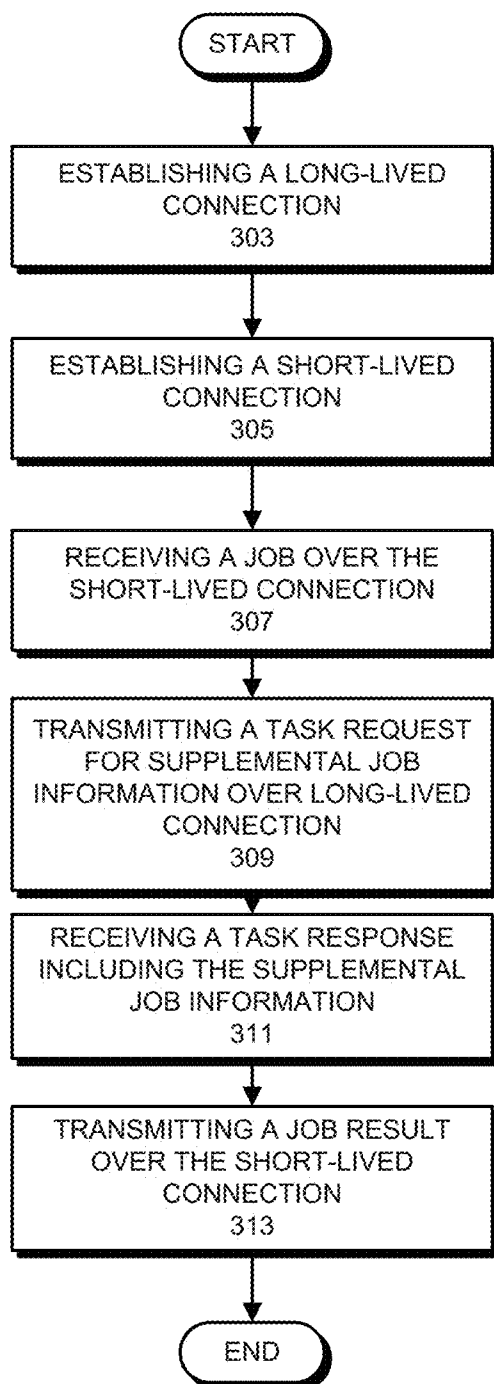 START
ESTABLISHING A LONG-LIVED
CONNECTION
303
ESTABLISHING A SHORT-LIVED
CONNECTION
305
RECEIVING A JOB OVER THE
SHORT-LIVED CONNECTION
307
TRANSMITTING A TASK REQUEST
FOR SUPPLEMENTAL JOB
INFORMATION OVER LONG-LIVED
CONNECTION
309
RECEIVING A TASK RESPONSE
INCLUDING THE SUPPLEMENTAL
JOB INFORMATION
311
TRANSMITTING A JOB RESULT
OVER THE SHORT-LIVED
CONNECTION
313
END